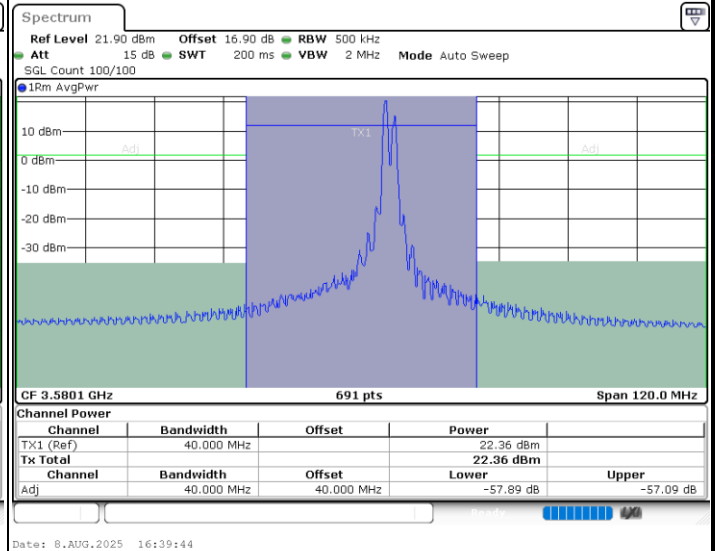 Spectrum
Ref Level 21.90 dBm Offset 16.90 dB RBW 500 kHz
Att 15 dB SWT 200 ms VBW 2 MHz Mode Auto Sweep
SGL Count 100/100
1Rm AvgPwr
10 dBm
TX1
Adj
Adj
0 dBm
-10 dBm
-20 dBm
-30 dBm
CF 3.5801 GHz 691 pts Span 120.0 MHz
Channel Power
Channel Bandwidth Offset Power
TX1 (Ref) 40.000 MHz 22.36 dBm
Tx Total 22.36 dBm
Channel Bandwidth Offset Lower Upper
Adj 40.000 MHz 40.000 MHz -57.89 dB -57.09 dB
Ready
Date: 8.AUG.2025 16:39:44